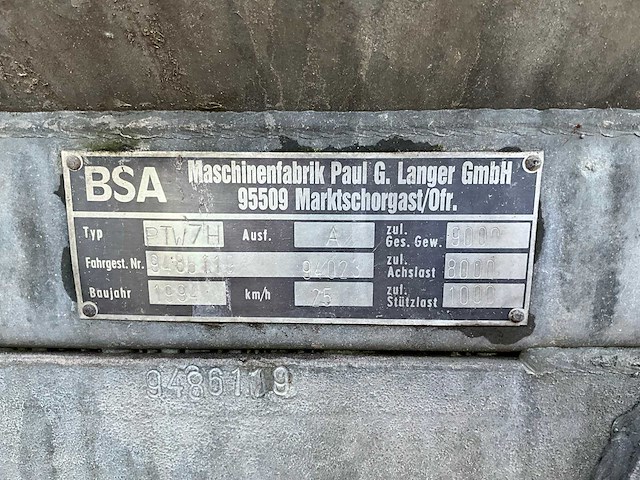 BSA Maschinenfabrik Paul G. Langer GmbH
95509 Marktschorgast/Ofr.
Typ PTW/H Ausf. A zul. Ges. Gew. 9000
Fahrgest. Nr. 94023 zul. Achslast 8000
Baujahr 1994 km/h 25 zul. Stützlast 1000
9486119